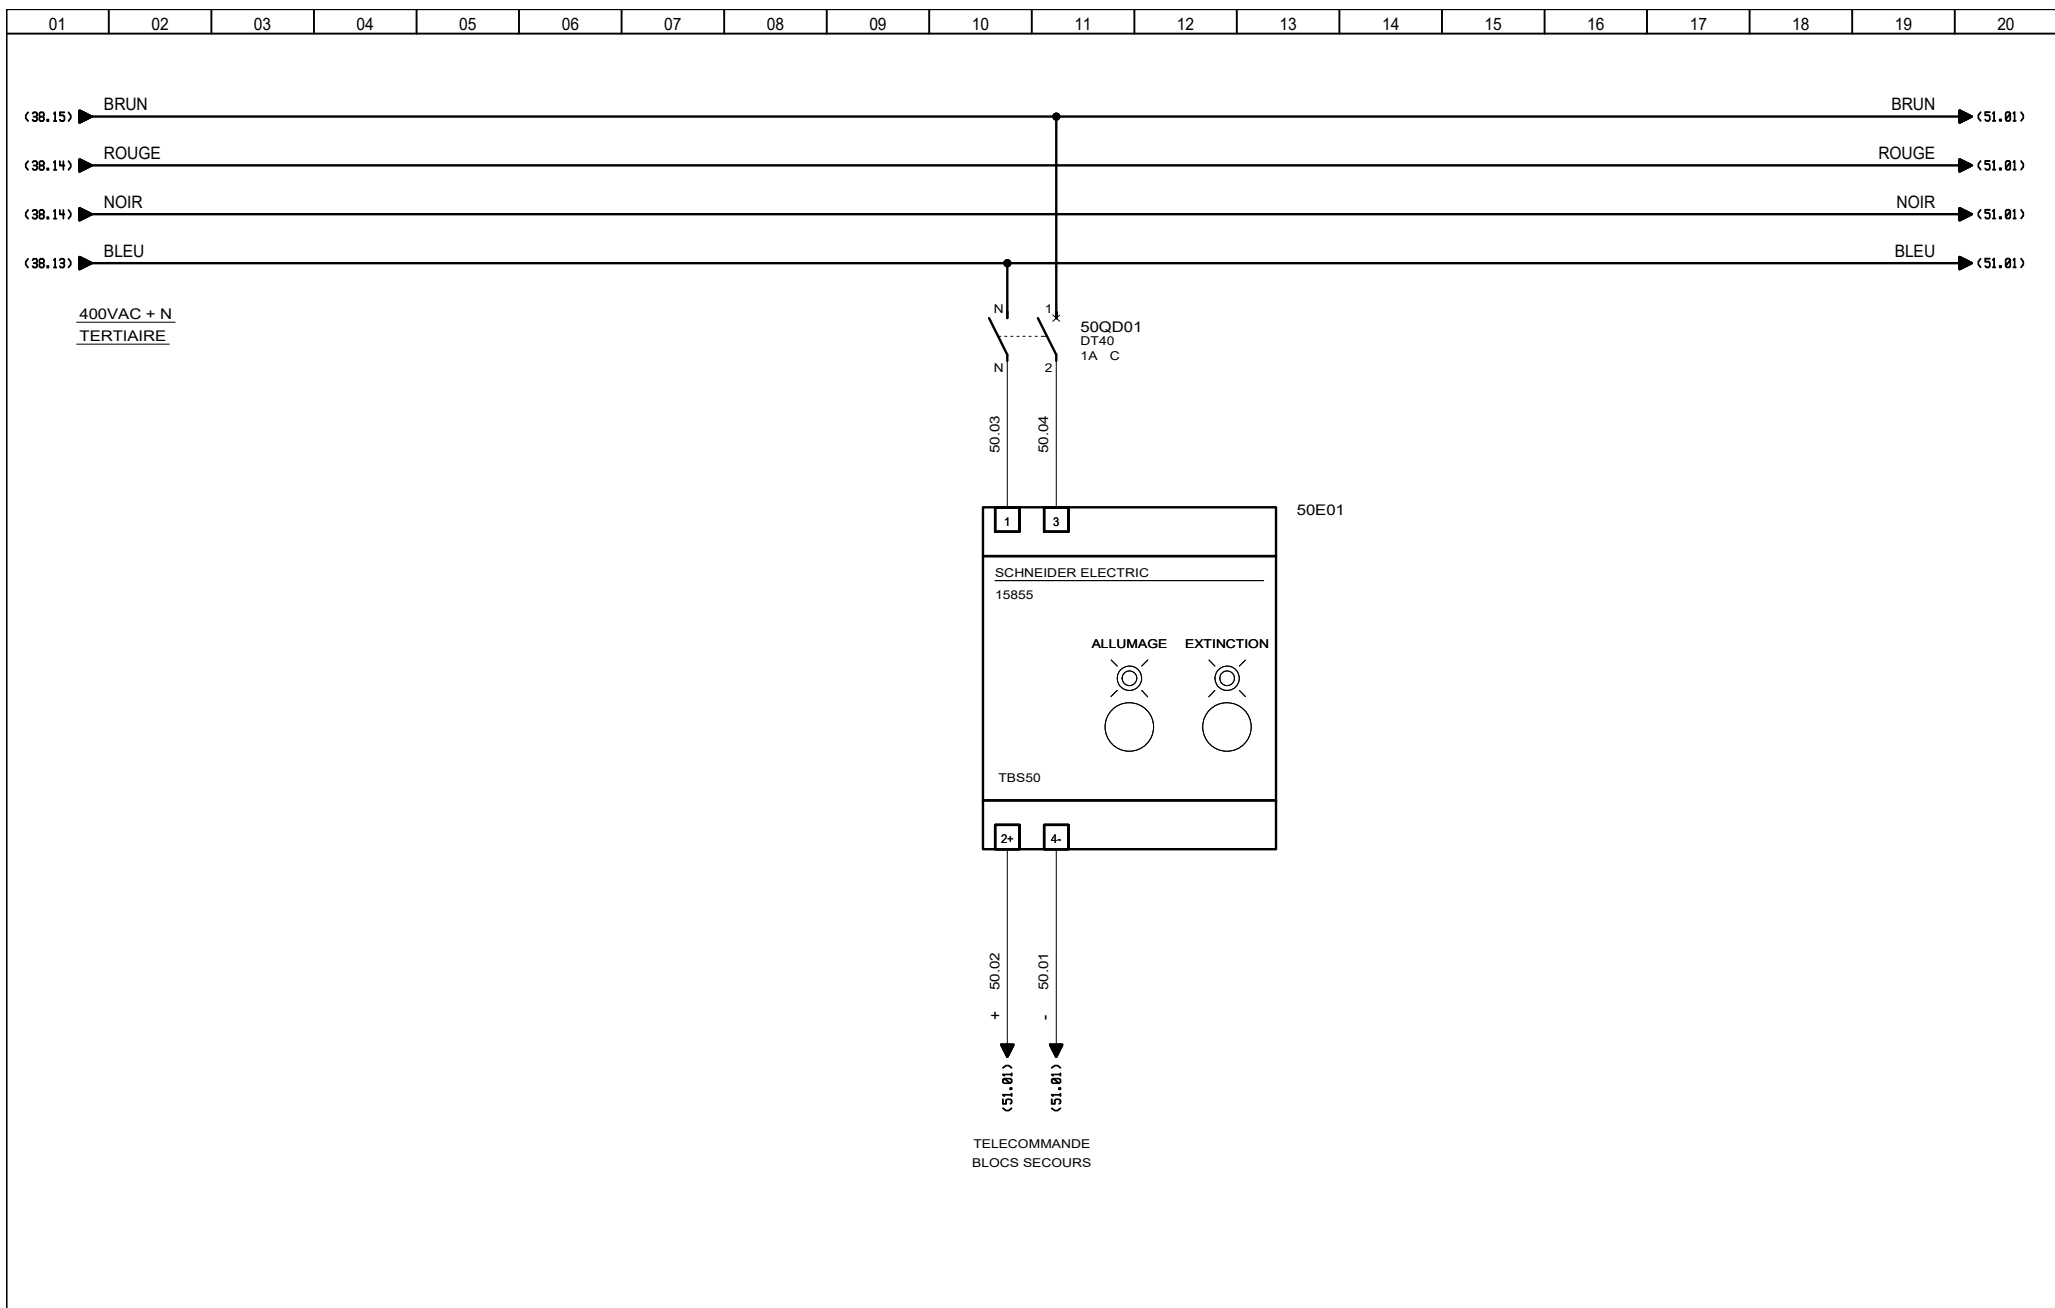 01 02 03 04 05 06 07 08 09 10 11 12 13 14 15 16 17 18 19 20
BRUN BRUN
(38.15) (51.01)
ROUGE ROUGE
(38.14) (51.01)
NOIR NOIR
(38.14) (51.01)
BLEU BLEU
(38.13) (51.01)
400VAC + N
TERTIAIRE
N 1
50QD01
DT40
1A C
N 2
50.03 50.04
50E01
1 3
SCHNEIDER ELECTRIC
15855
ALLUMAGE EXTINCTION
TBS50
2+ 4-
50.02 50.01
+ -
(51.01) (51.01)
TELECOMMANDE
BLOCS SECOURS